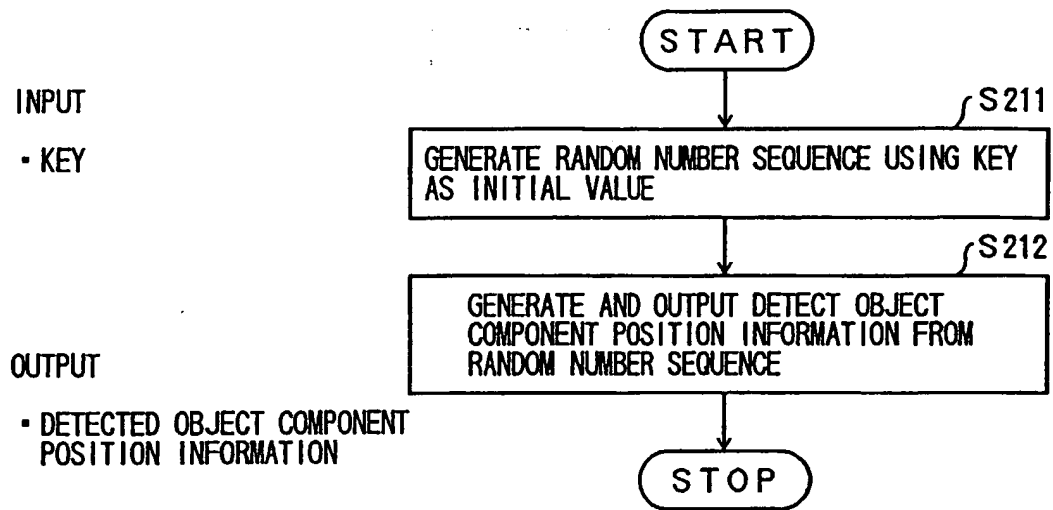 START
INPUT
· KEY
S211
GENERATE RANDOM NUMBER SEQUENCE USING KEY
AS INITIAL VALUE
S212
GENERATE AND OUTPUT DETECT OBJECT
COMPONENT POSITION INFORMATION FROM
RANDOM NUMBER SEQUENCE
OUTPUT
· DETECTED OBJECT COMPONENT
POSITION INFORMATION
STOP